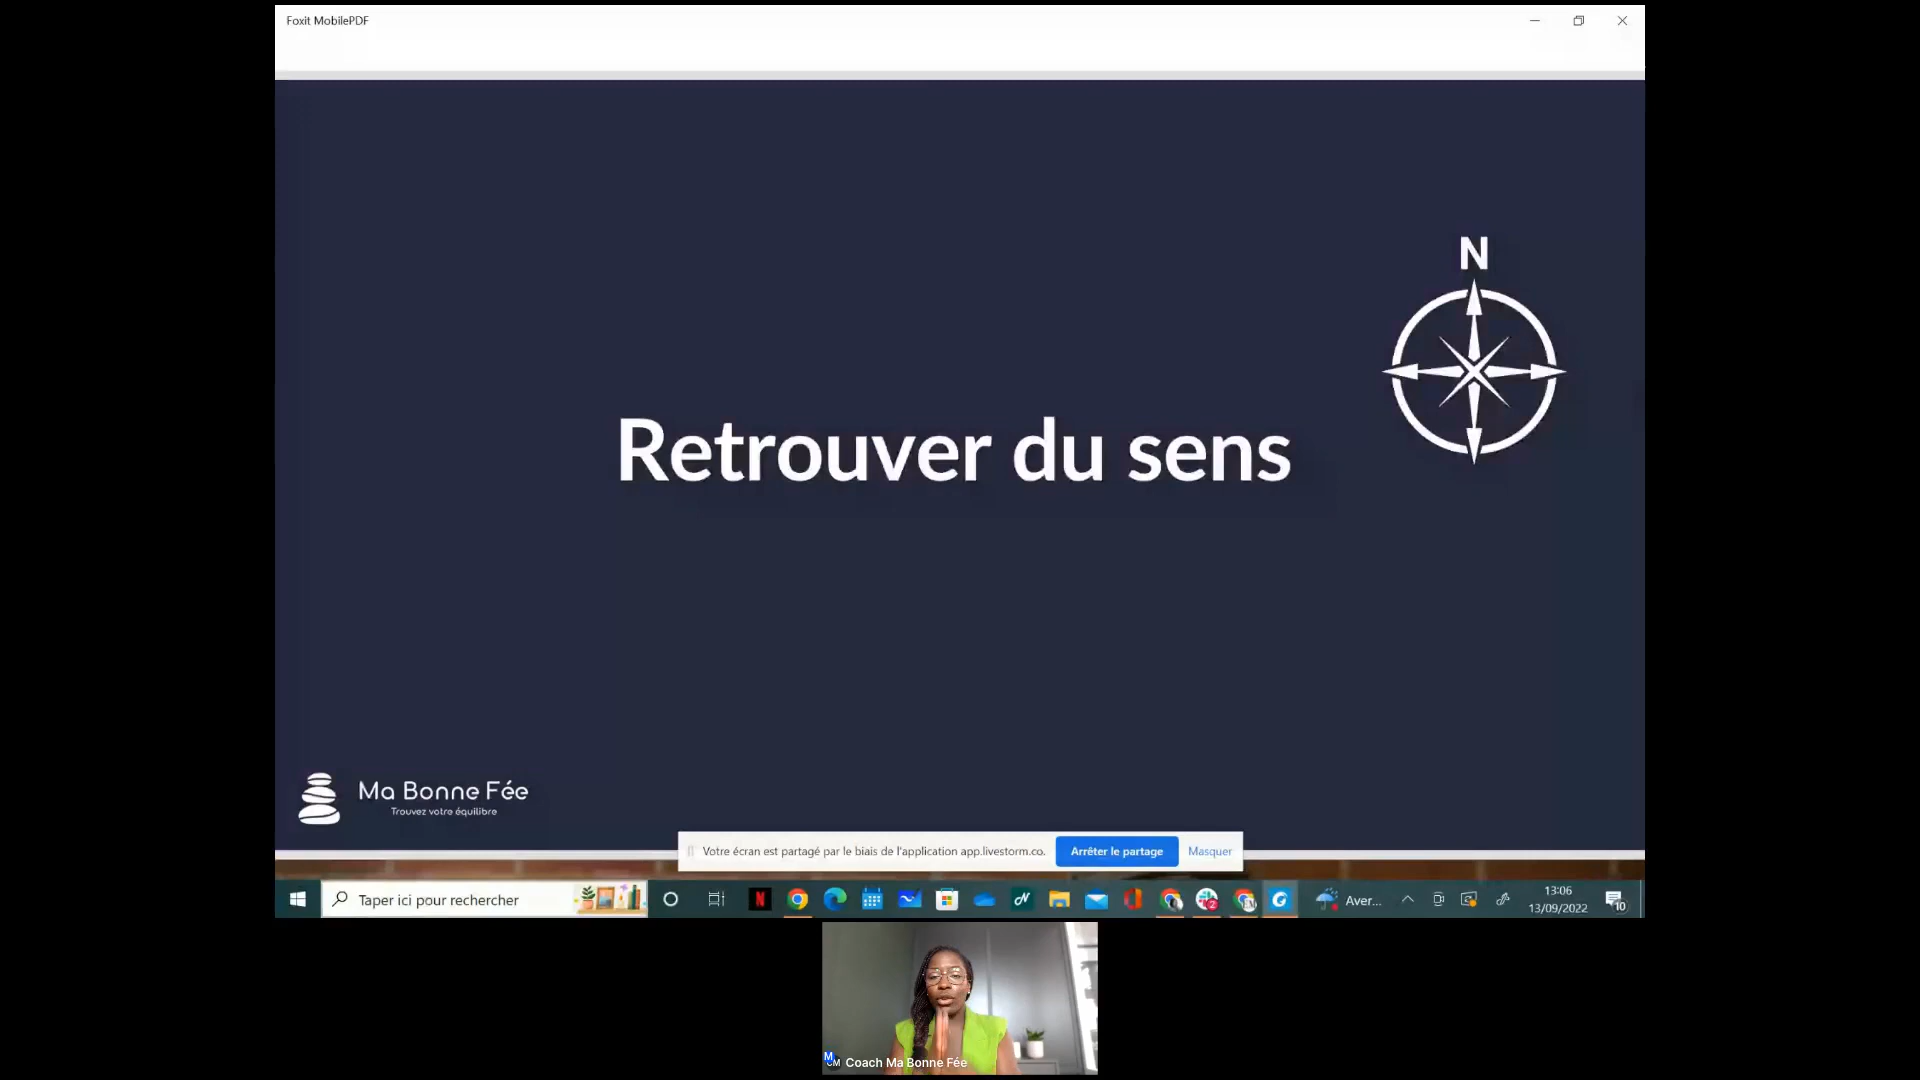 Foxit MobilePDF
N
Retrouver du sens
Ma Bonne Fée
Trouvez votre équilibre
Votre écran est partagé par le biais de l'application app.livestorm.co.
Arrêter le partage
Masquer
Taper ici pour rechercher
Aver...
13:06
13/09/2022
10
M
CM
Coach Ma Bonne Fée